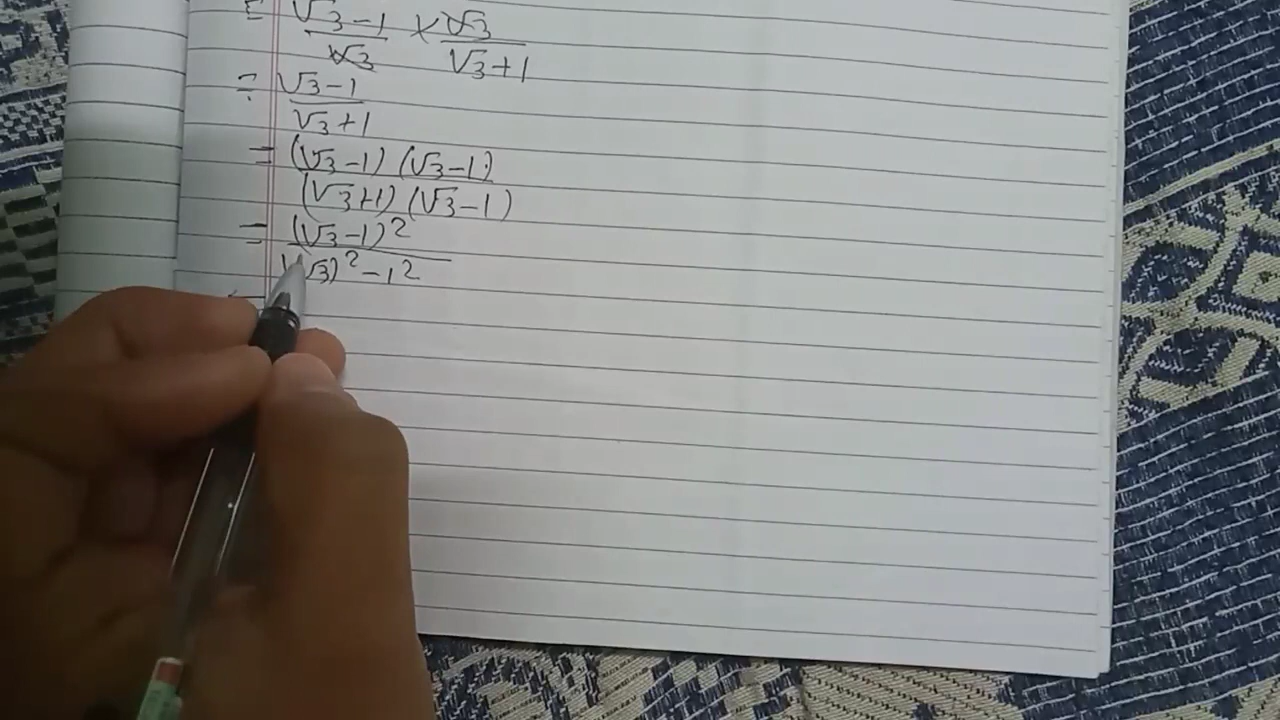 = √3-1 / √3 × √3 / √3+1
= √3-1 / √3+1
= (√3-1) (√3-1) / (√3+1) (√3-1)
= (√3-1)² / (√3)² - 1²